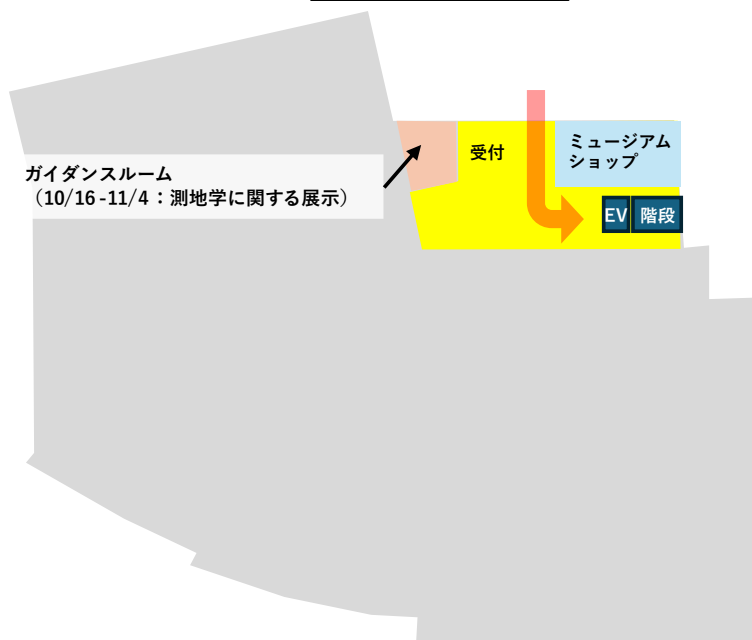 受付
ミュージアム
ショップ
ガイダンスルーム
（10/16 -11/4：測地学に関する展示）
EV 階段